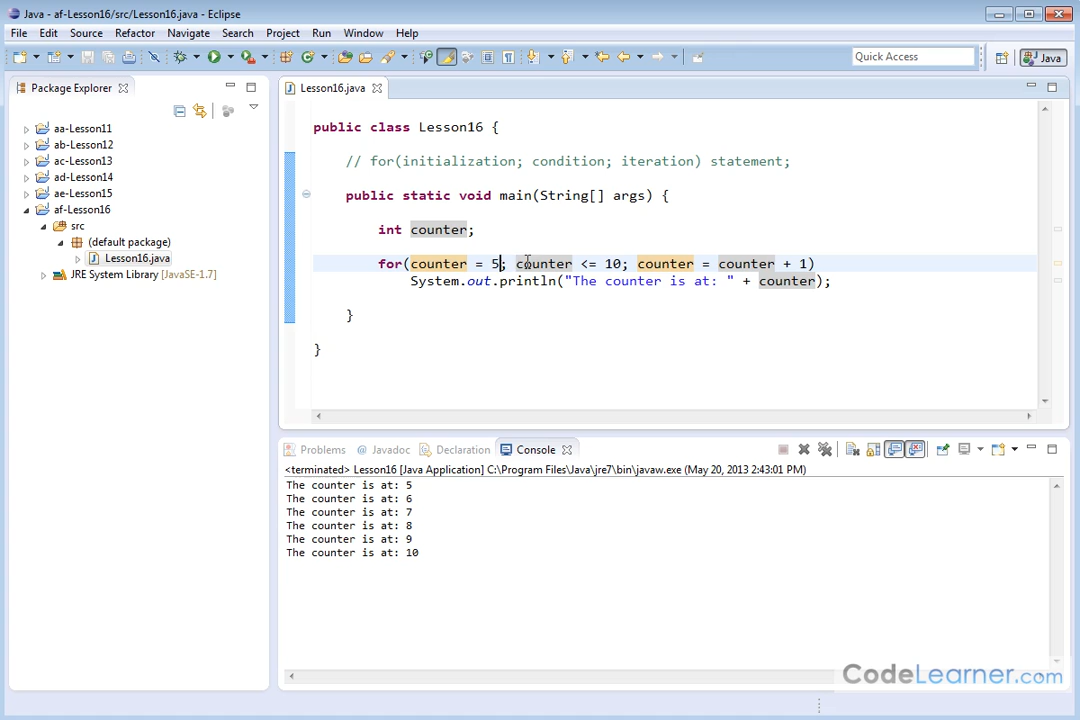 Java - af-Lesson16/src/Lesson16.java - Eclipse
File Edit Source Refactor Navigate Search Project Run Window Help
Quick Access
Java
Package Explorer
Lesson16.java
aa-Lesson11
ab-Lesson12
ac-Lesson13
ad-Lesson14
ae-Lesson15
af-Lesson16
src
(default package)
Lesson16.java
JRE System Library [JavaSE-1.7]
public class Lesson16 {
// for(initialization; condition; iteration) statement;
public static void main(String[] args) {
int counter;
for(counter = 5; counter <= 10; counter = counter + 1)
System.out.println("The counter is at: " + counter);
}
}
Problems @ Javadoc Declaration Console
<terminated> Lesson16 [Java Application] C:\Program Files\Java\jre7\bin\javaw.exe (May 20, 2013 2:43:01 PM)
The counter is at: 5
The counter is at: 6
The counter is at: 7
The counter is at: 8
The counter is at: 9
The counter is at: 10
CodeLearner.com